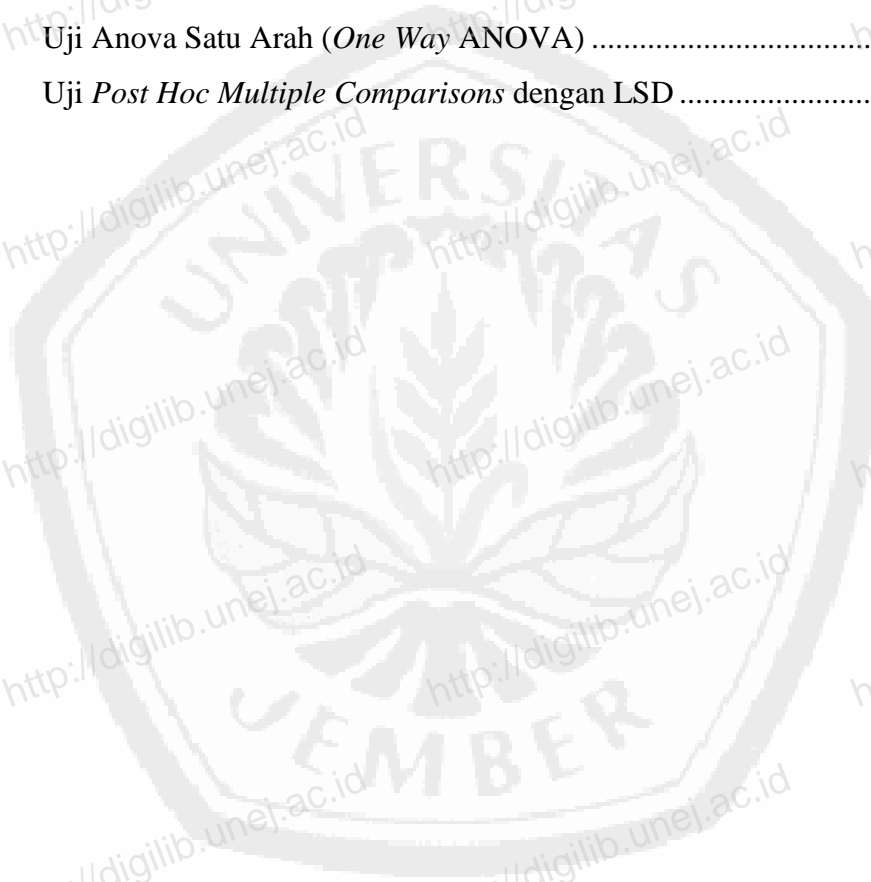 Uji Anova Satu Arah (One Way ANOVA) ..................................
Uji Post Hoc Multiple Comparisons dengan LSD ........................
http://digilib.unej.ac.id
http://digilib.unej.ac.id
http://digilib.unej.ac.id
http://digilib.unej.ac.id
http://digilib.unej.ac.id
http://digilib.unej.ac.id
http://digilib.unej.ac.id
http://digilib.unej.ac.id
UNIVERSITAS
JEMBER